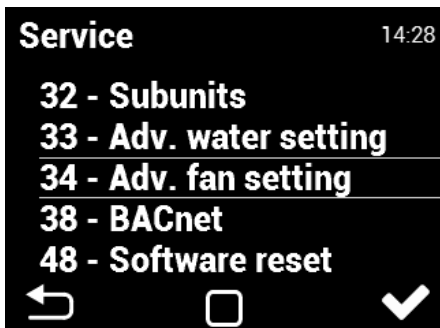 Service 14:28
32 - Subunits
33 - Adv. water setting
34 - Adv. fan setting
38 - BACnet
48 - Software reset